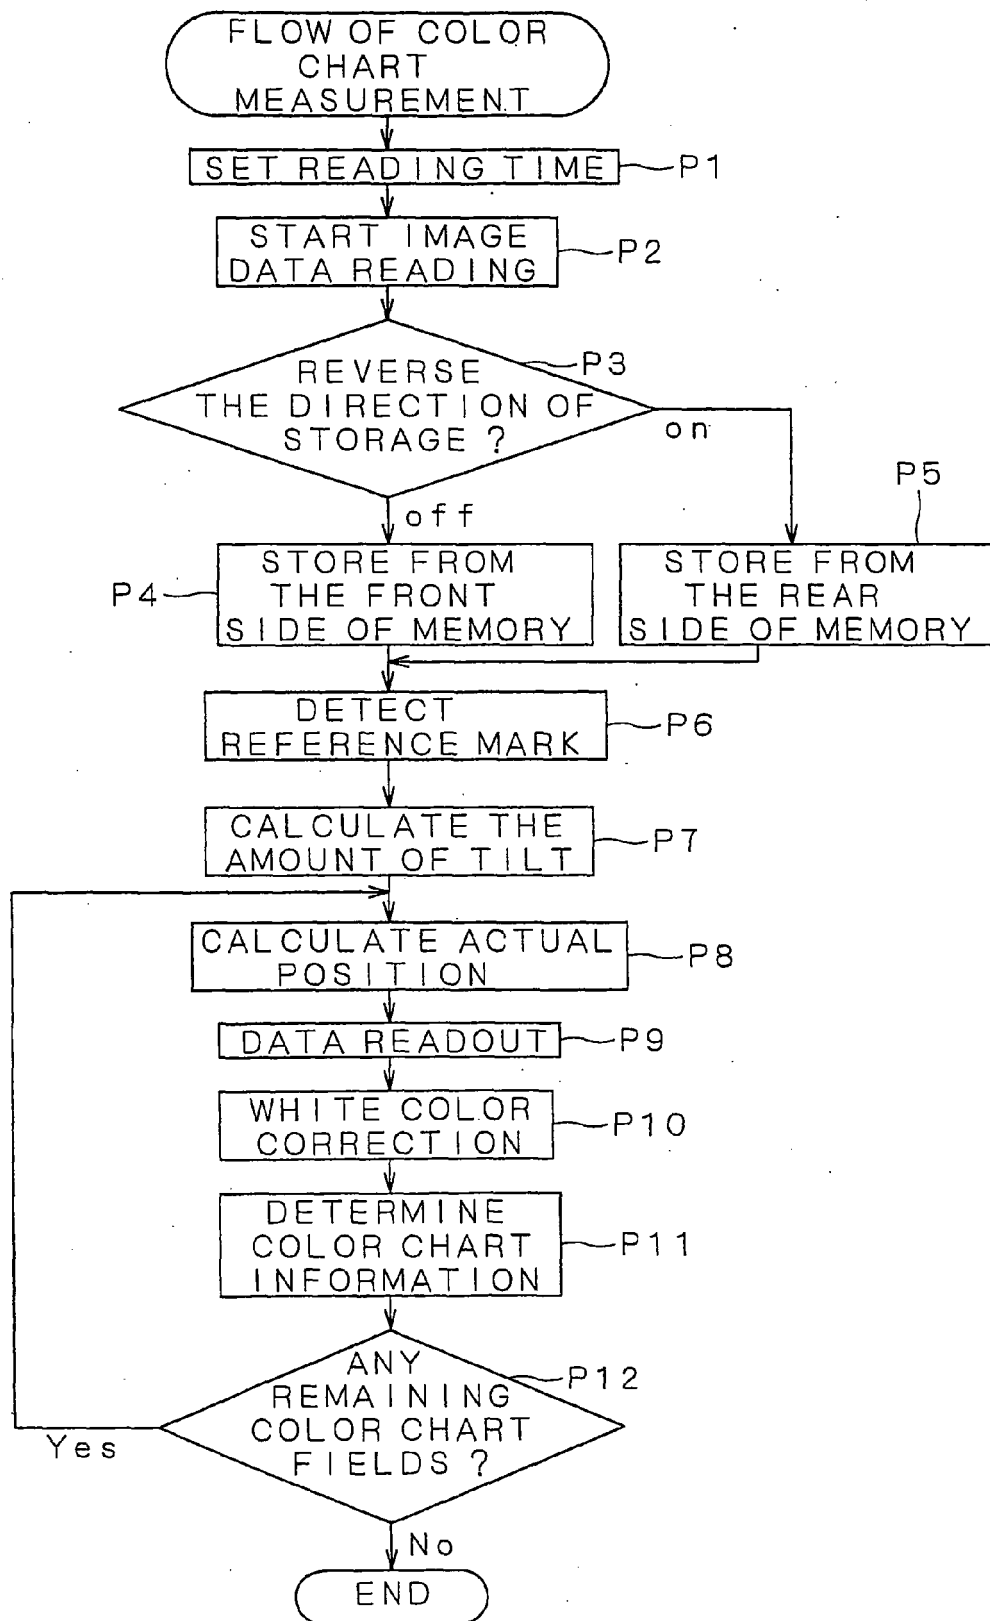 FLOW OF COLOR
CHART
MEASUREMENT
SET READING TIME
P1
START IMAGE
DATA READING
P2
REVERSE
THE DIRECTION OF
STORAGE ?
P3
on
off
P5
STORE FROM
THE FRONT
SIDE OF MEMORY
P4
STORE FROM
THE REAR
SIDE OF MEMORY
DETECT
REFERENCE MARK
P6
CALCULATE THE
AMOUNT OF TILT
P7
CALCULATE ACTUAL
POSITION
P8
DATA READOUT
P9
WHITE COLOR
CORRECTION
P10
DETERMINE
COLOR CHART
INFORMATION
P11
ANY
REMAINING
COLOR CHART
FIELDS ?
P12
Yes
No
END